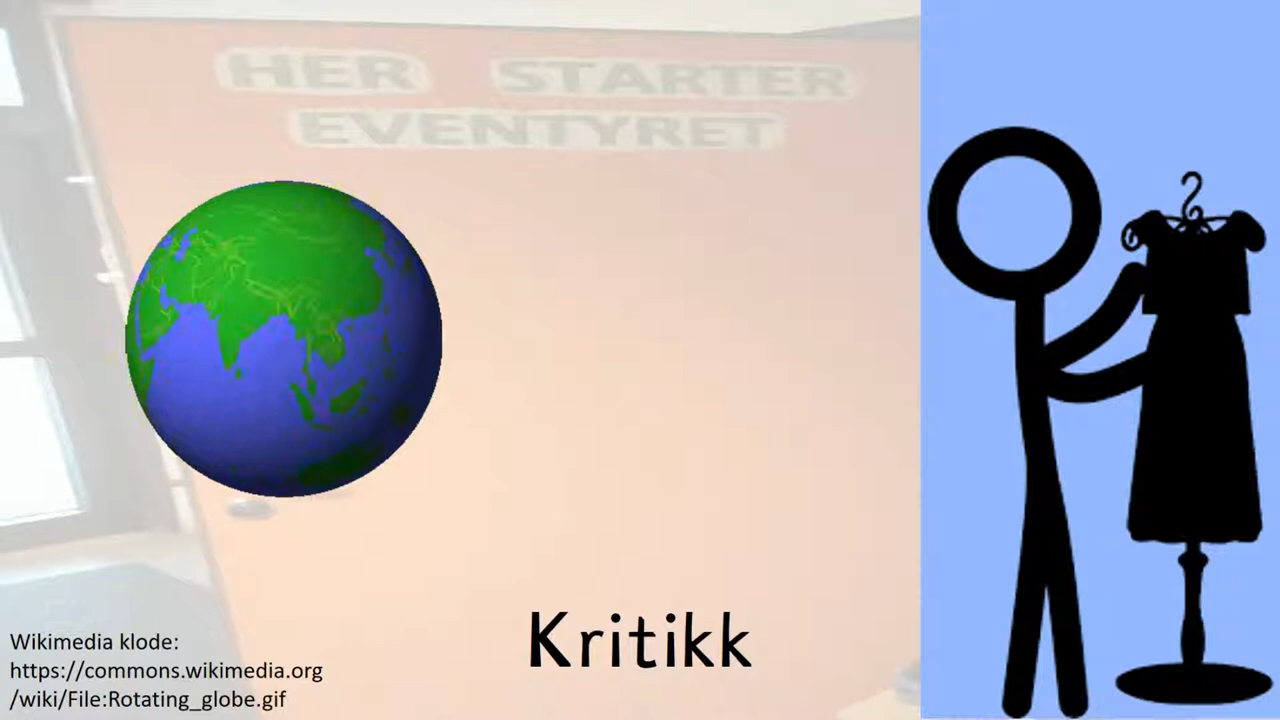 HER STARTER
EVENTYRET
Kritikk
Wikimedia klode:
https://commons.wikimedia.org
/wiki/File:Rotating_globe.gif